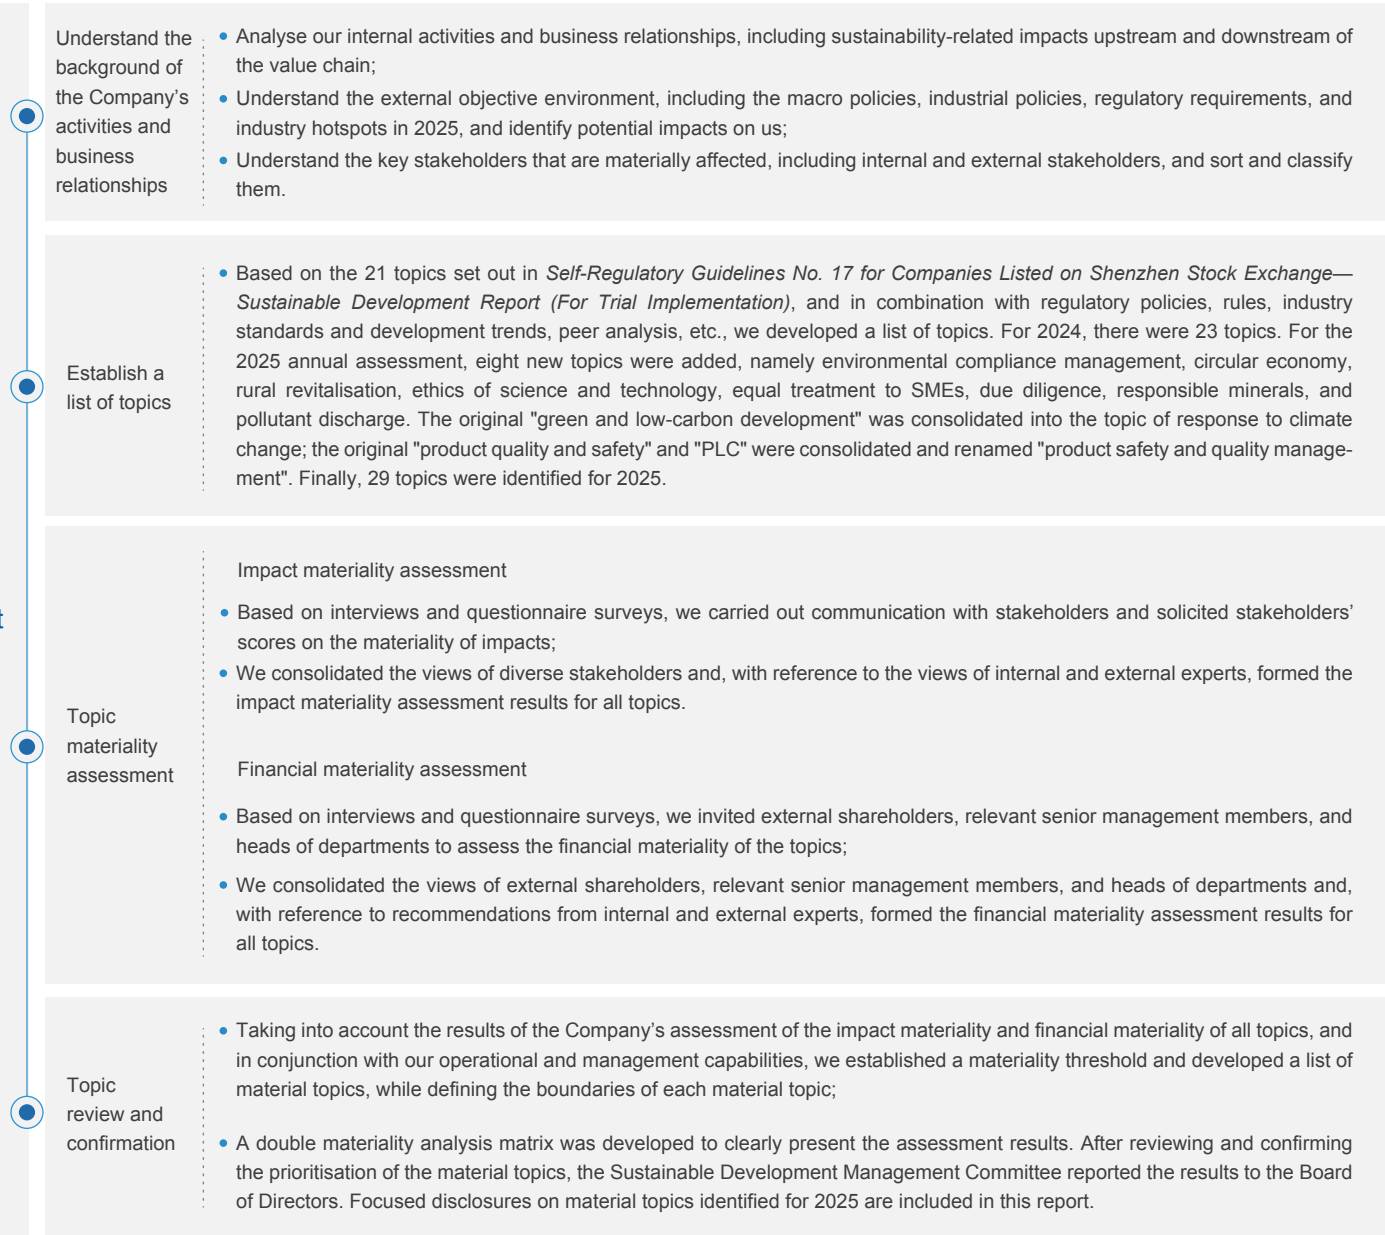 Understand the
background of
the Company’s
activities and
business
relationships
• Analyse our internal activities and business relationships, including sustainability-related impacts upstream and downstream of
the value chain;
• Understand the external objective environment, including the macro policies, industrial policies, regulatory requirements, and
industry hotspots in 2025, and identify potential impacts on us;
• Understand the key stakeholders that are materially affected, including internal and external stakeholders, and sort and classify
them.
Establish a
list of topics
• Based on the 21 topics set out in Self-Regulatory Guidelines No. 17 for Companies Listed on Shenzhen Stock Exchange—
Sustainable Development Report (For Trial Implementation), and in combination with regulatory policies, rules, industry
standards and development trends, peer analysis, etc., we developed a list of topics. For 2024, there were 23 topics. For the
2025 annual assessment, eight new topics were added, namely environmental compliance management, circular economy,
rural revitalisation, ethics of science and technology, equal treatment to SMEs, due diligence, responsible minerals, and
pollutant discharge. The original "green and low-carbon development" was consolidated into the topic of response to climate
change; the original "product quality and safety" and "PLC" were consolidated and renamed "product safety and quality manage-
ment". Finally, 29 topics were identified for 2025.
t
Topic
materiality
assessment
Impact materiality assessment
• Based on interviews and questionnaire surveys, we carried out communication with stakeholders and solicited stakeholders’
scores on the materiality of impacts;
• We consolidated the views of diverse stakeholders and, with reference to the views of internal and external experts, formed the
impact materiality assessment results for all topics.
Financial materiality assessment
• Based on interviews and questionnaire surveys, we invited external shareholders, relevant senior management members, and
heads of departments to assess the financial materiality of the topics;
• We consolidated the views of external shareholders, relevant senior management members, and heads of departments and,
with reference to recommendations from internal and external experts, formed the financial materiality assessment results for
all topics.
Topic
review and
confirmation
• Taking into account the results of the Company’s assessment of the impact materiality and financial materiality of all topics, and
in conjunction with our operational and management capabilities, we established a materiality threshold and developed a list of
material topics, while defining the boundaries of each material topic;
• A double materiality analysis matrix was developed to clearly present the assessment results. After reviewing and confirming
the prioritisation of the material topics, the Sustainable Development Management Committee reported the results to the Board
of Directors. Focused disclosures on material topics identified for 2025 are included in this report.